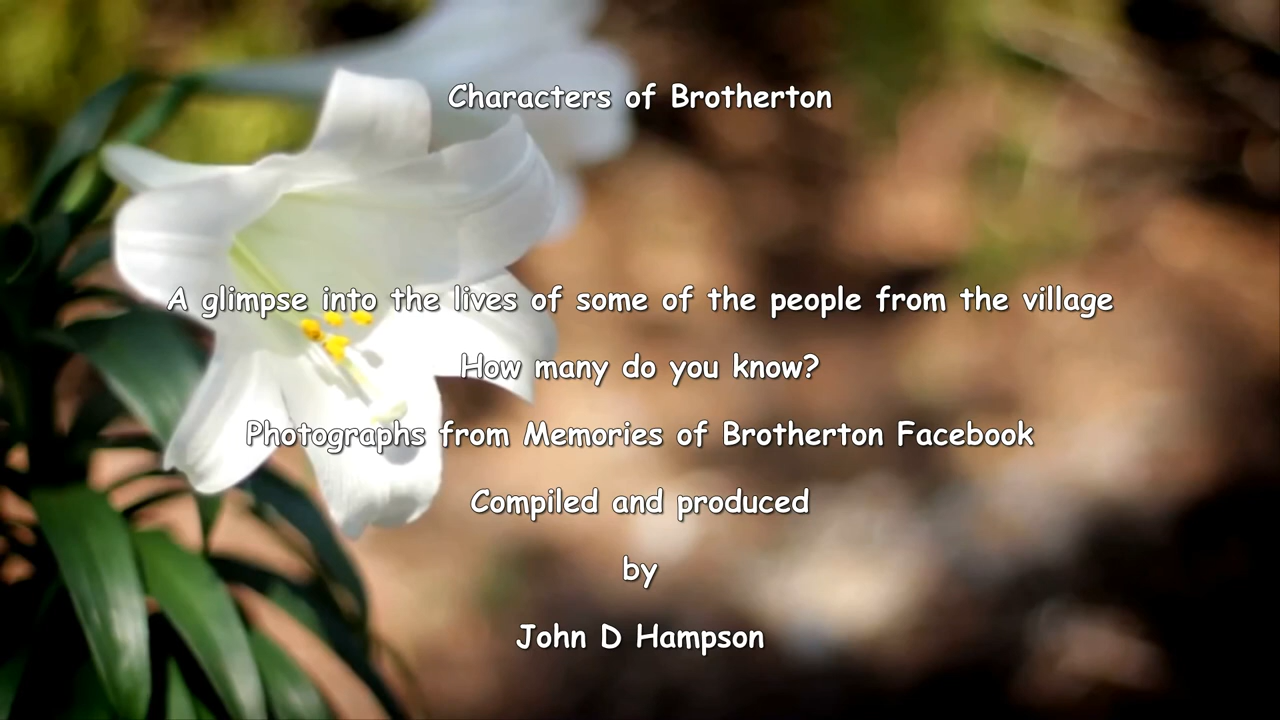 Characters of Brotherton
A glimpse into the lives of some of the people from the village
How many do you know?
Photographs from Memories of Brotherton Facebook
Compiled and produced
by
John D Hampson